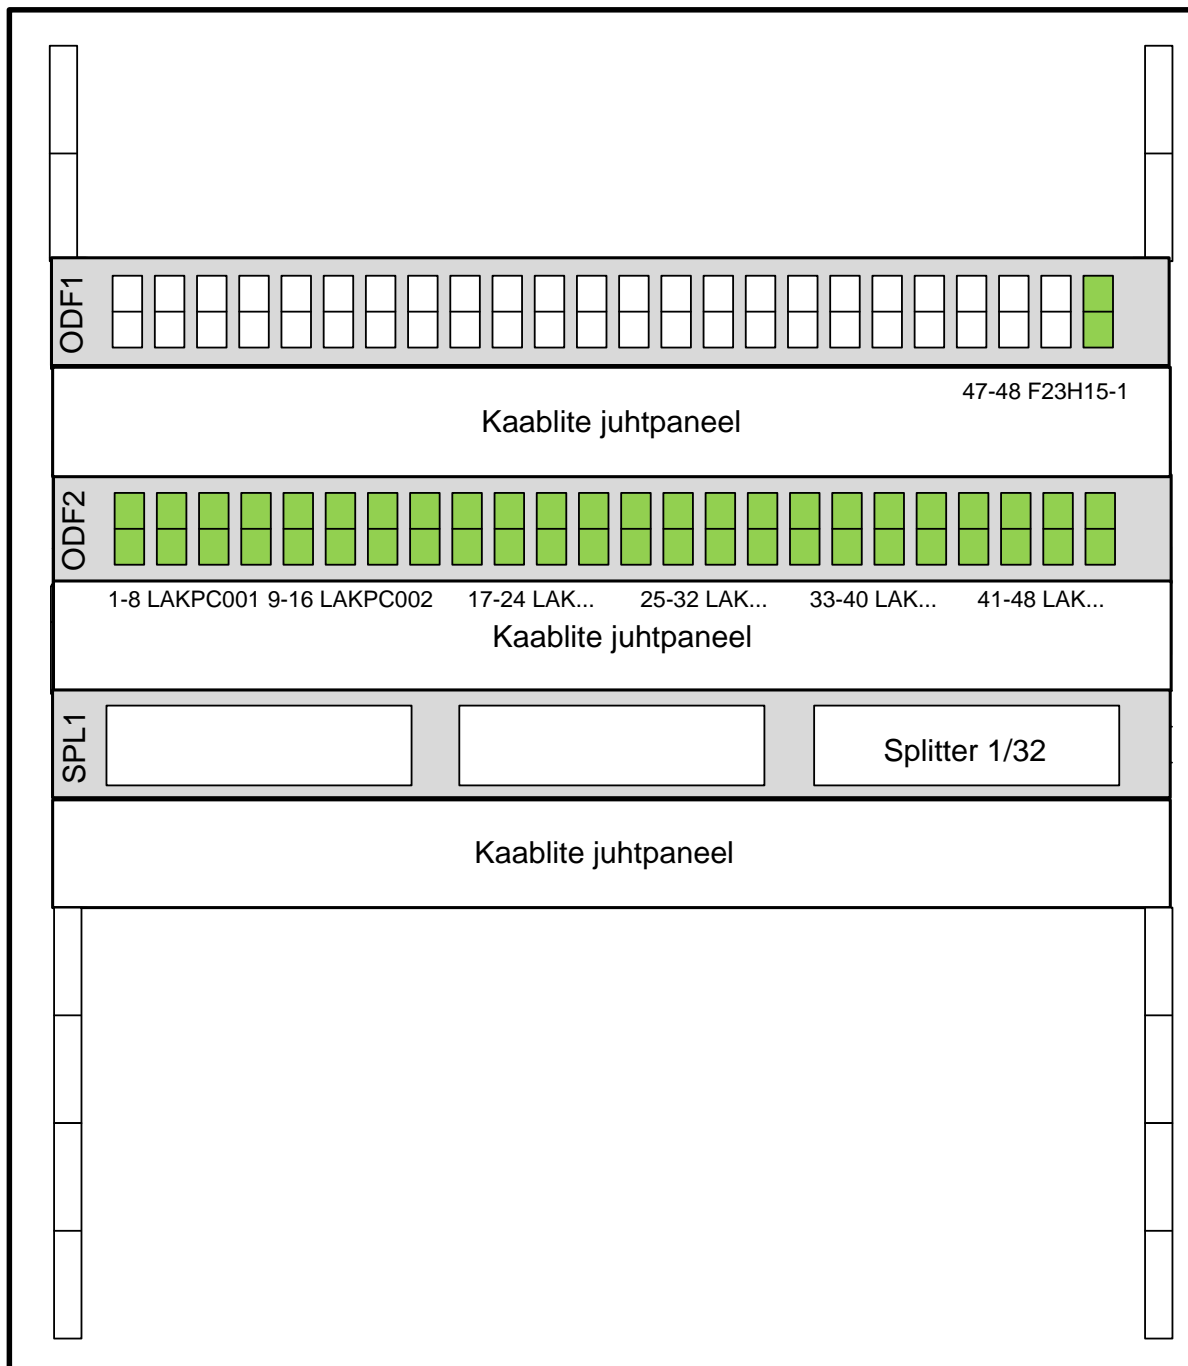 ODF1
47-48 F23H15-1
Kaablite juhtpaneel
ODF2
1-8 LAKPC001 9-16 LAKPC002 17-24 LAK... 25-32 LAK... 33-40 LAK... 41-48 LAK...
Kaablite juhtpaneel
SPL1
Splitter 1/32
Kaablite juhtpaneel